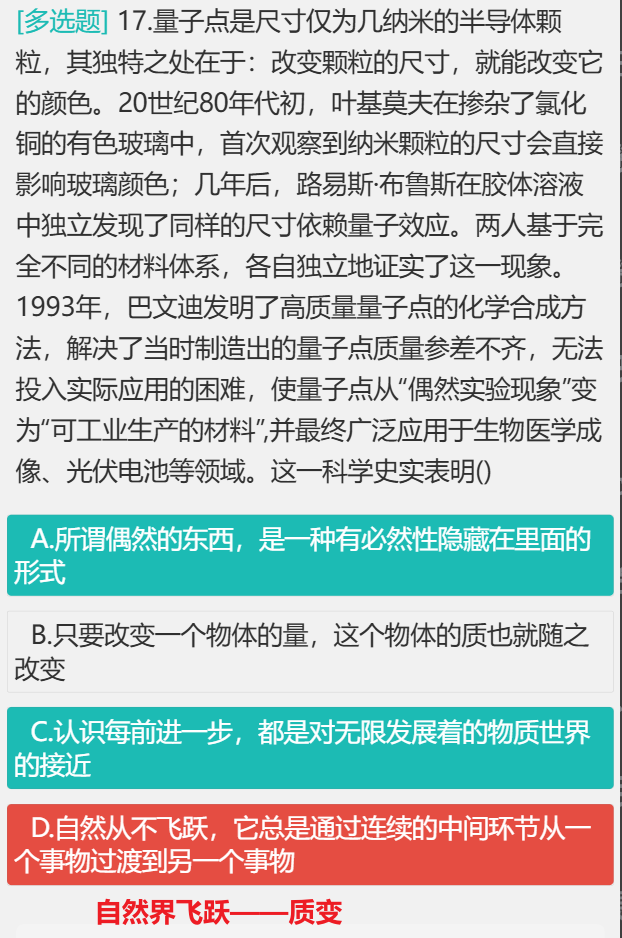 [多选题] 17.量子点是尺寸仅为几纳米的半导体颗
粒，其独特之处在于：改变颗粒的尺寸，就能改变它
的颜色。20世纪80年代初，叶基莫夫在掺杂了氯化
铜的有色玻璃中，首次观察到纳米颗粒的尺寸会直接
影响玻璃颜色；几年后，路易斯·布鲁斯在胶体溶液
中独立发现了同样的尺寸依赖量子效应。两人基于完
全不同的材料体系，各自独立地证实了这一现象。
1993年，巴文迪发明了高质量量子点的化学合成方
法，解决了当时制造出的量子点质量参差不齐，无法
投入实际应用的困难，使量子点从“偶然实验现象”变
为“可工业生产的材料”,并最终广泛应用于生物医学成
像、光伏电池等领域。这一科学史实表明()
A.所谓偶然的东西，是一种有必然性隐藏在里面的
形式
B.只要改变一个物体的量，这个物体的质也就随之
改变
C.认识每前进一步，都是对无限发展着的物质世界
的接近
D.自然从不飞跃，它总是通过连续的中间环节从一
个事物过渡到另一个事物
自然界飞跃——质变